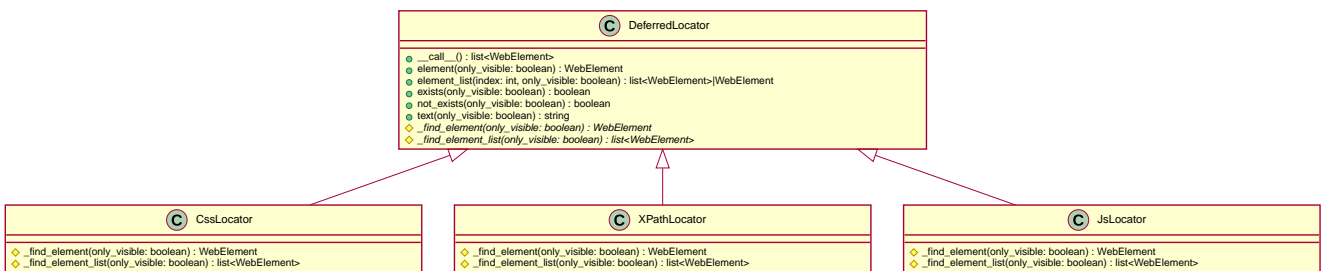 C DeferredLocator
__call__() : list<WebElement>
element(only_visible: boolean) : WebElement
element_list(index: int, only_visible: boolean) : list<WebElement>|WebElement
exists(only_visible: boolean) : boolean
not_exists(only_visible: boolean) : boolean
text(only_visible: boolean) : string
_find_element(only_visible: boolean) : WebElement
_find_element_list(only_visible: boolean) : list<WebElement>
C CssLocator
_find_element(only_visible: boolean) : WebElement
_find_element_list(only_visible: boolean) : list<WebElement>
C XPathLocator
_find_element(only_visible: boolean) : WebElement
_find_element_list(only_visible: boolean) : list<WebElement>
C JsLocator
_find_element(only_visible: boolean) : WebElement
_find_element_list(only_visible: boolean) : list<WebElement>